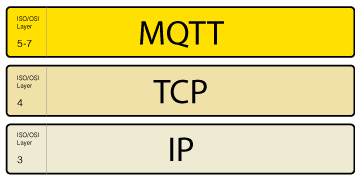 ISO/OSI
Layer
5-7
MQTT
ISO/OSI
Layer
4
TCP
ISO/OSI
Layer
3
IP